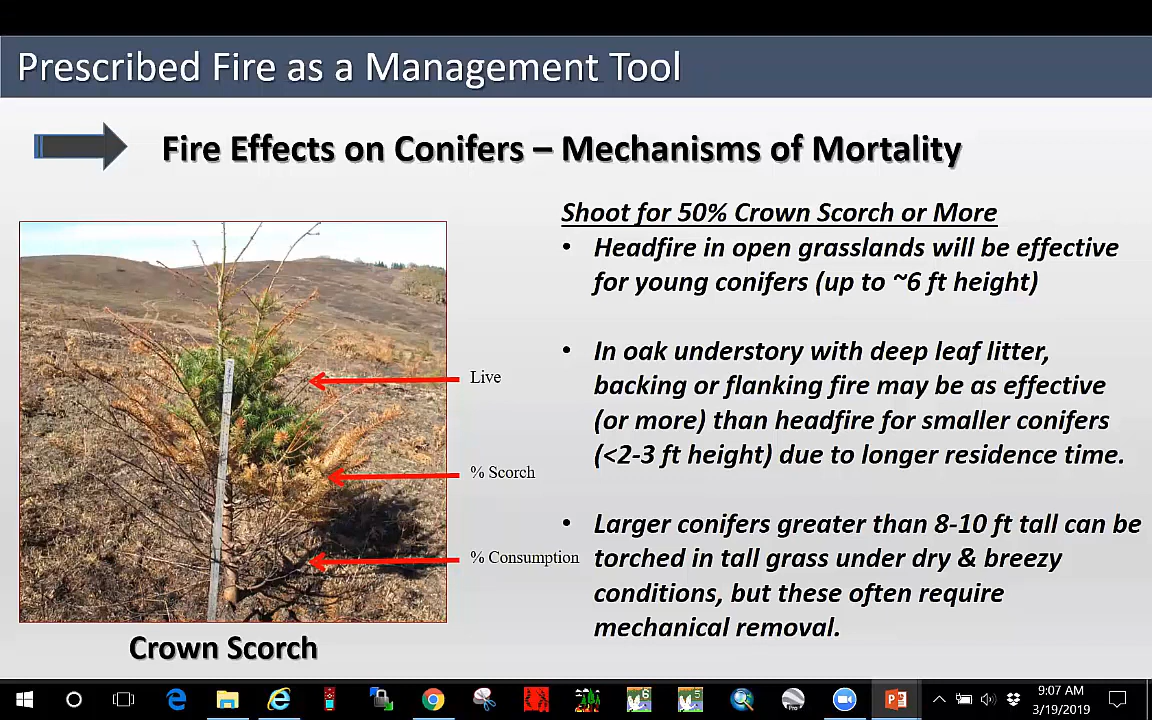 Prescribed Fire as a Management Tool
Fire Effects on Conifers – Mechanisms of Mortality
Shoot for 50% Crown Scorch or More
• Headfire in open grasslands will be effective
for young conifers (up to ~6 ft height)
• In oak understory with deep leaf litter,
backing or flanking fire may be as effective
(or more) than headfire for smaller conifers
(<2-3 ft height) due to longer residence time.
• Larger conifers greater than 8-10 ft tall can be
torched in tall grass under dry & breezy
conditions, but these often require
mechanical removal.
Live
% Scorch
% Consumption
Crown Scorch
6
5
Pro
9:07 AM
3/19/2019